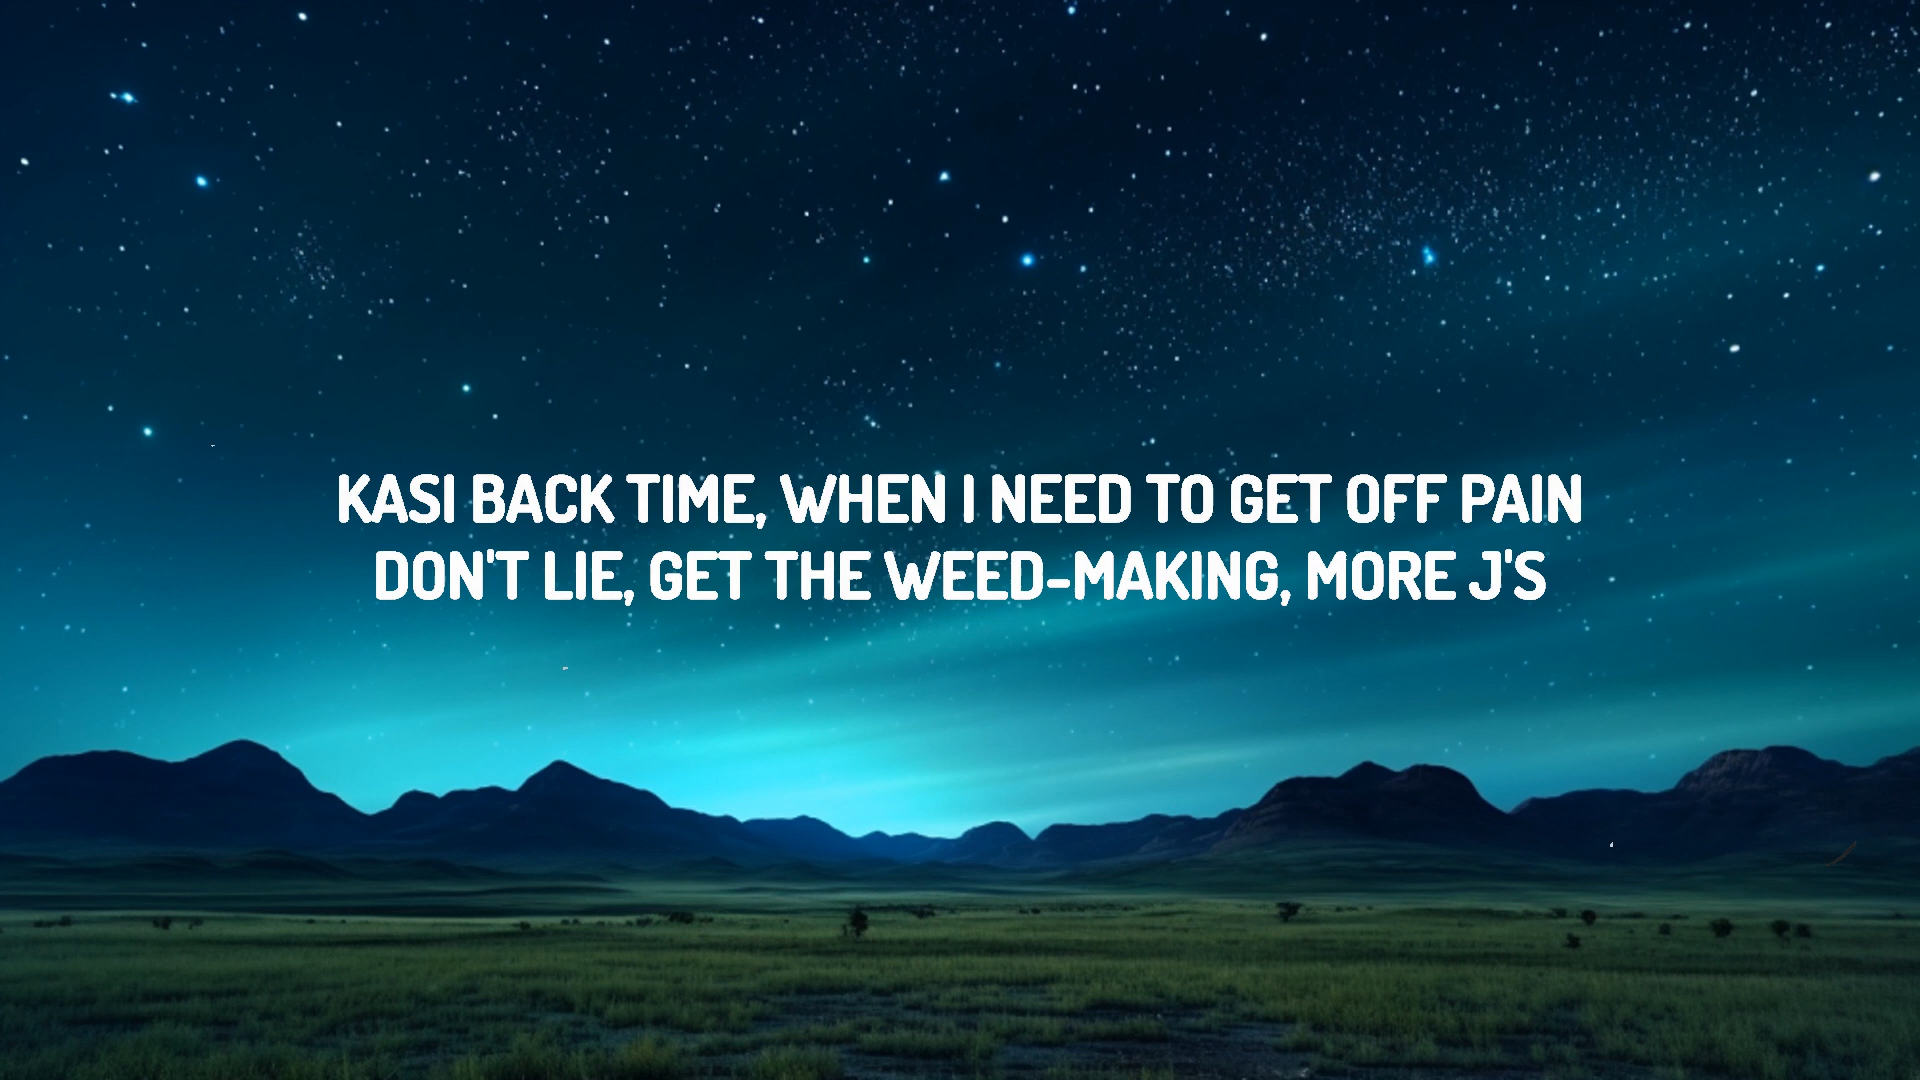 KASI BACK TIME, WHEN I NEED TO GET OFF PAIN
DON'T LIE, GET THE WEED-MAKING, MORE J'S